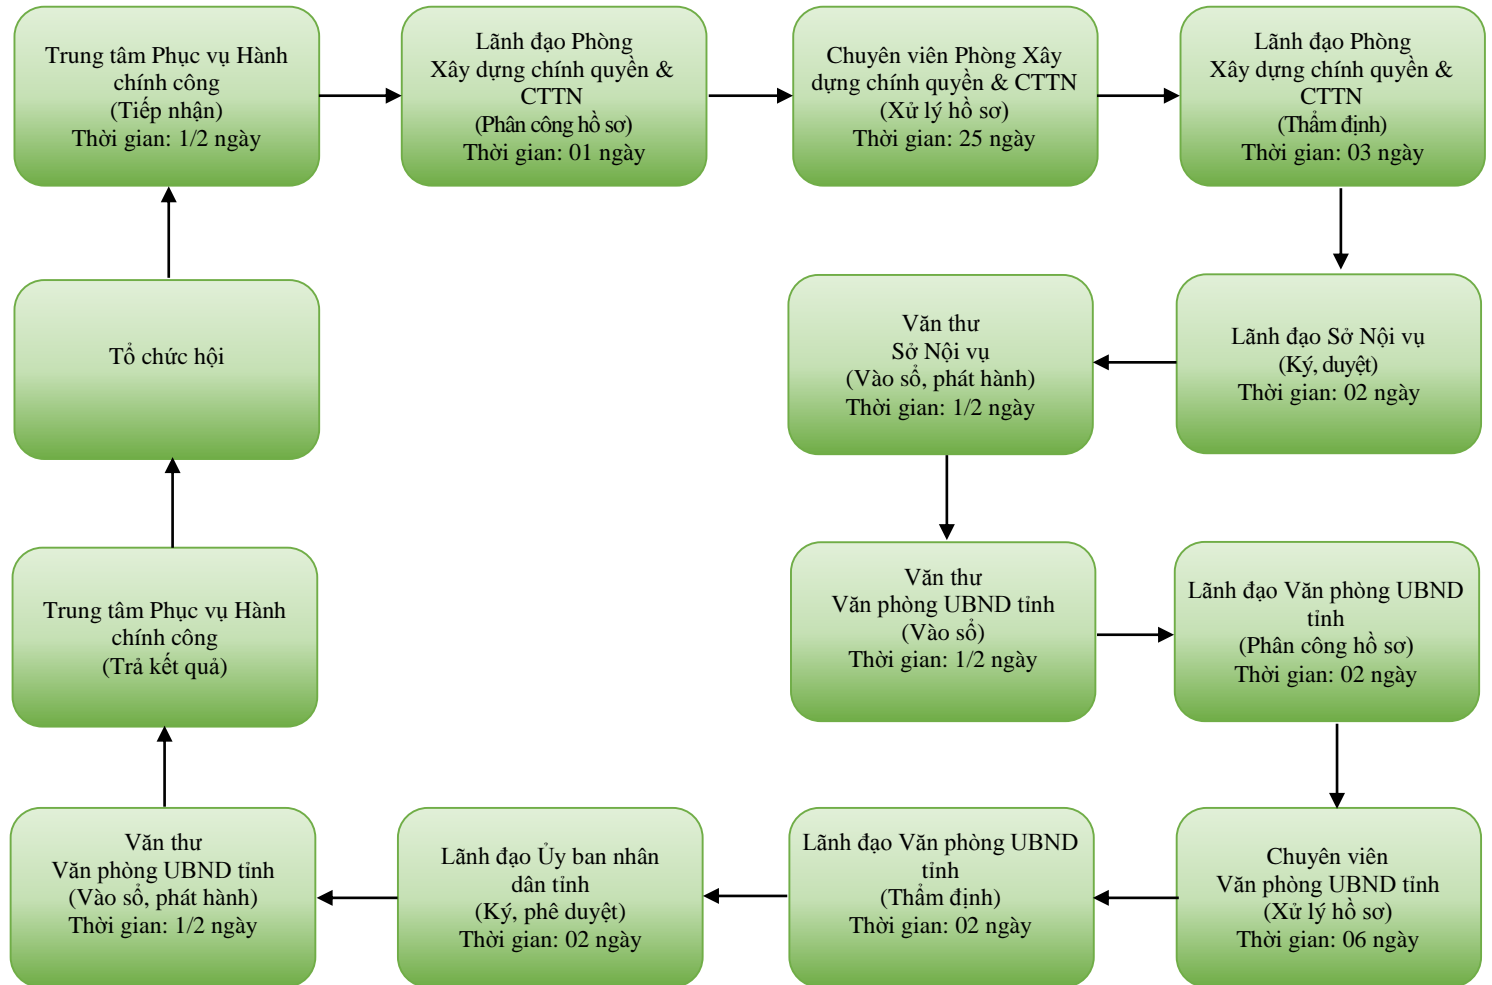 Trung tâm Phục vụ Hành
chính công
(Tiếp nhận)
Thời gian: 1/2 ngày
Lãnh đạo Phòng
Xây dựng chính quyền &
CTTN
(Phân công hồ sơ)
Thời gian: 01 ngày
Chuyên viên Phòng Xây
dựng chính quyền & CTTN
(Xử lý hồ sơ)
Thời gian: 25 ngày
Lãnh đạo Phòng
Xây dựng chính quyền &
CTTN
(Thẩm định)
Thời gian: 03 ngày
Tổ chức hội
Văn thư
Sở Nội vụ
(Vào sổ, phát hành)
Thời gian: 1/2 ngày
Lãnh đạo Sở Nội vụ
(Ký, duyệt)
Thời gian: 02 ngày
Trung tâm Phục vụ Hành
chính công
(Trả kết quả)
Văn thư
Văn phòng UBND tỉnh
(Vào sổ)
Thời gian: 1/2 ngày
Lãnh đạo Văn phòng UBND
tỉnh
(Phân công hồ sơ)
Thời gian: 02 ngày
Văn thư
Văn phòng UBND tỉnh
(Vào sổ, phát hành)
Thời gian: 1/2 ngày
Lãnh đạo Ủy ban nhân
dân tỉnh
(Ký, phê duyệt)
Thời gian: 02 ngày
Lãnh đạo Văn phòng UBND
tỉnh
(Thẩm định)
Thời gian: 02 ngày
Chuyên viên
Văn phòng UBND tỉnh
(Xử lý hồ sơ)
Thời gian: 06 ngày